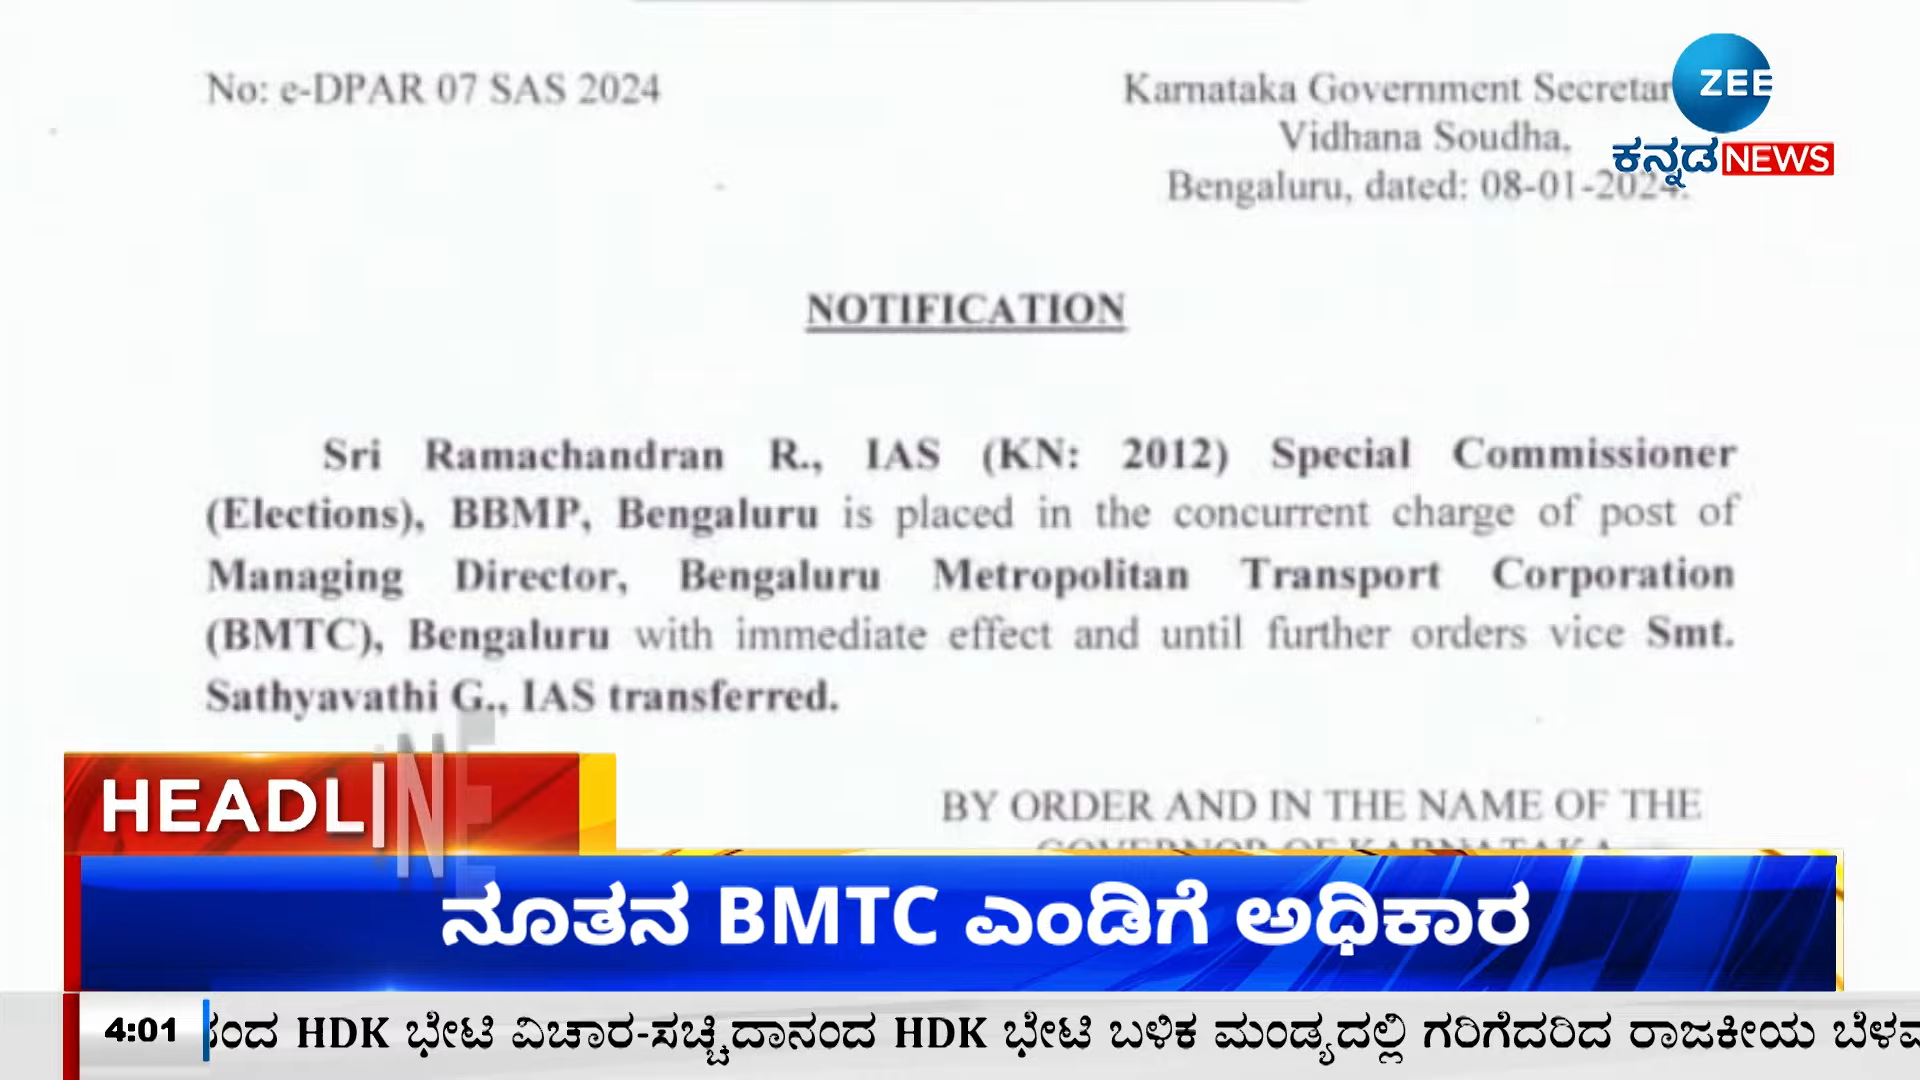 No: e-DPAR 07 SAS 2024
Karnataka Government Secretar
Vidhana Soudha,
Bengaluru, dated: 08-01-2024.
ZEE
ಕನ್ನಡ NEWS
NOTIFICATION
Sri Ramachandran R., IAS (KN: 2012) Special Commissioner
(Elections), BBMP, Bengaluru is placed in the concurrent charge of post of
Managing Director, Bengaluru Metropolitan Transport Corporation
(BMTC), Bengaluru with immediate effect and until further orders vice Smt.
Sathyavathi G., IAS transferred.
BY ORDER AND IN THE NAME OF THE
GOVERNOR OF KARNATAKA
HEADLINE
ನೂತನ BMTC ಎಂಡಿಗೆ ಅಧಿಕಾರ
4:01
ನಂದ HDK ಭೇಟಿ ವಿಚಾರ-ಸಚ್ಚಿದಾನಂದ HDK ಭೇಟಿ ಬಳಿಕ ಮಂಡ್ಯದಲ್ಲಿ ಗರಿಗೆದರಿದ ರಾಜಕೀಯ